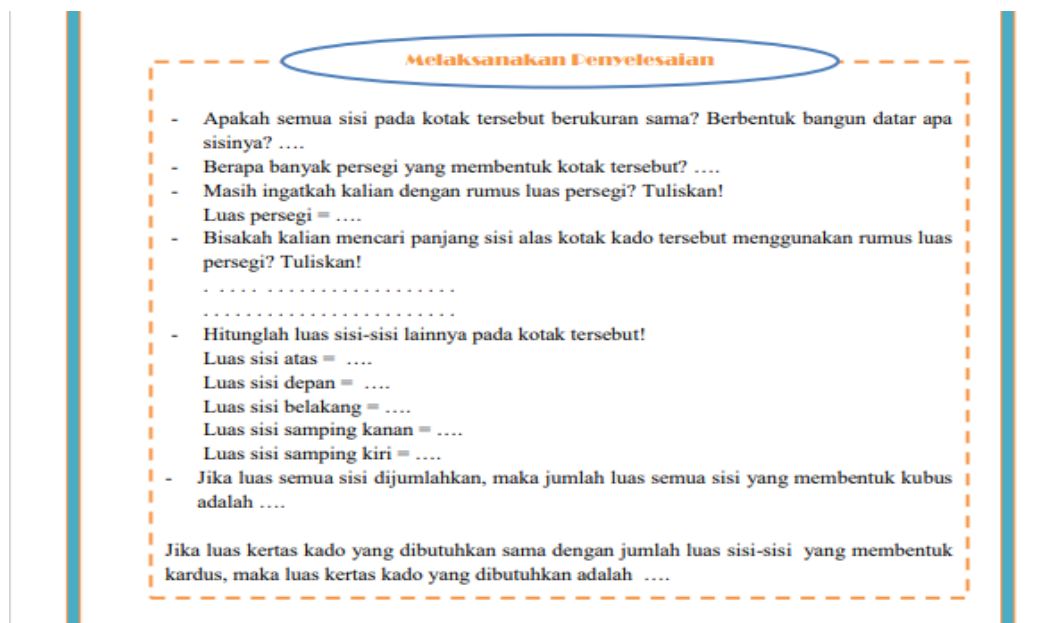 Melaksanakan Penyelesaian
- Apakah semua sisi pada kotak tersebut berukuran sama? Berbentuk bangun datar apa
sisinya? ….
- Berapa banyak persegi yang membentuk kotak tersebut? ….
- Masih ingatkah kalian dengan rumus luas persegi? Tuliskan!
Luas persegi = ….
- Bisakah kalian mencari panjang sisi alas kotak kado tersebut menggunakan rumus luas
persegi? Tuliskan!
. . . . . . . . . . . . . . . . . . . . . . .
. . . . . . . . . . . . . . . . . . . . . . . .
- Hitunglah luas sisi-sisi lainnya pada kotak tersebut!
Luas sisi atas = ….
Luas sisi depan = ….
Luas sisi belakang = ….
Luas sisi samping kanan = ….
Luas sisi samping kiri = ….
- Jika luas semua sisi dijumlahkan, maka jumlah luas semua sisi yang membentuk kubus
adalah ….
Jika luas kertas kado yang dibutuhkan sama dengan jumlah luas sisi-sisi yang membentuk
kardus, maka luas kertas kado yang dibutuhkan adalah ….